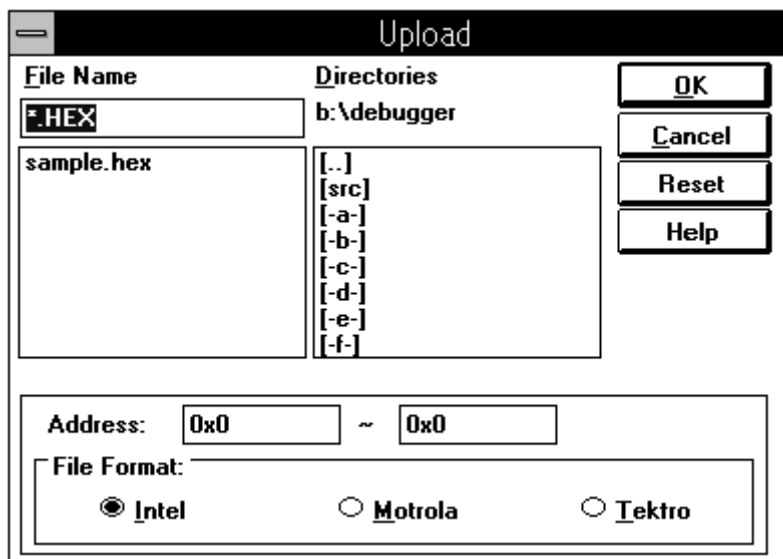 Upload
File Name
*.HEX
sample.hex
Directories
b:\debugger
[..]
[src]
[-a-]
[-b-]
[-c-]
[-d-]
[-e-]
[-f-]
OK
Cancel
Reset
Help
Address: 0x0 ~ 0x0
File Format:
Intel Motrola Tektro